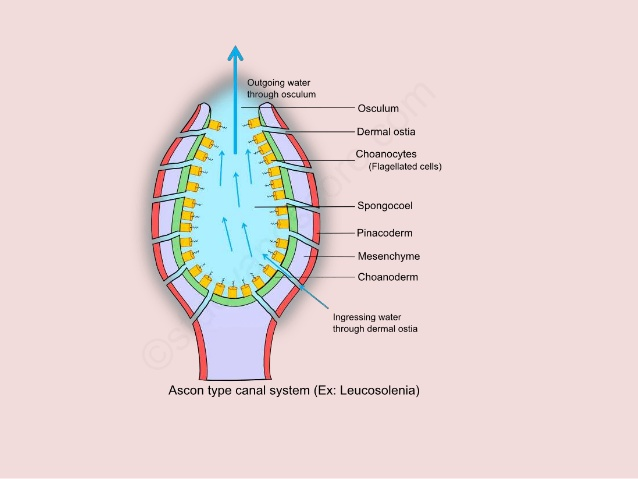 Outgoing water
through osculum
Osculum
Dermal ostia
Choanocytes
(Flagellated cells)
Spongocoel
Pinacoderm
Mesenchyme
Choanoderm
Ingressing water
through dermal ostia
Ascon type canal system (Ex: Leucosolenia)